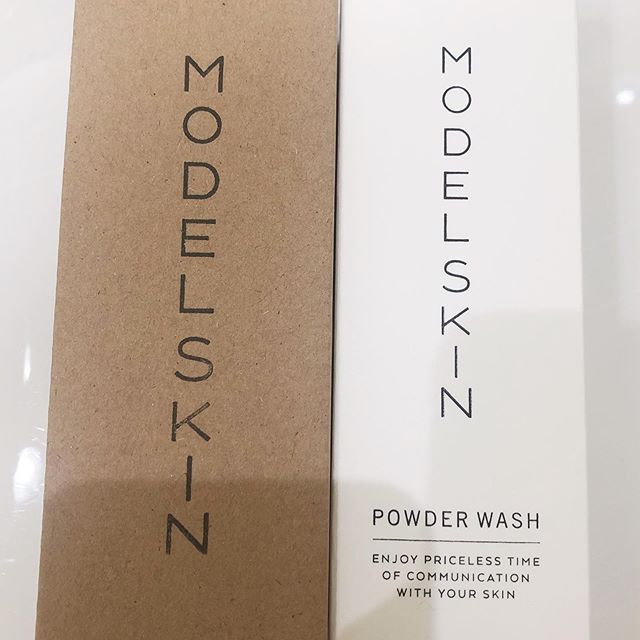 MODELSKIN
MODELSKIN
POWDER WASH
ENJOY PRICELESS TIME
OF COMMUNICATION
WITH YOUR SKIN